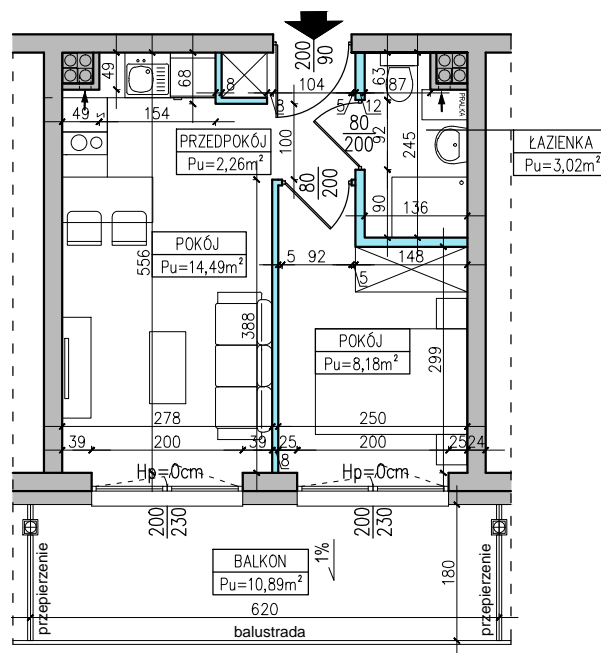 200
90
49
68
8
104
63
87
PRALKA
49
154
8
5
12
PRZEDPOKÓJ
Pu=2,26m²
100
80
200
92
245
ŁAZIENKA
Pu=3,02m²
80
200
90
136
POKÓJ
Pu=14,49m²
556
5
92
148
5
388
POKÓJ
Pu=8,18m²
299
278
250
39
200
39
25
200
25
24
8
Hp=0cm
Hp=0cm
200
230
200
230
przepierzenie
BALKON
Pu=10,89m²
1%
180
przepierzenie
620
balustrada